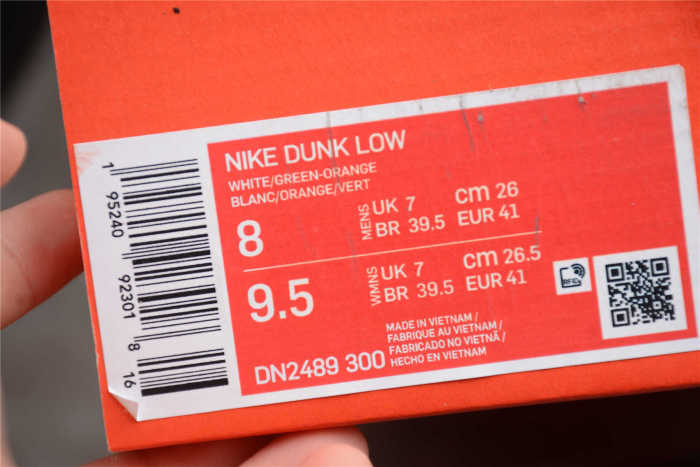 NIKE DUNK LOW
WHITE/GREEN-ORANGE
BLANC/ORANGE/VERT
8 MENS UK 7 cm 26
BR 39.5 EUR 41
9.5 WMNS UK 7 cm 26.5
BR 39.5 EUR 41
MADE IN VIETNAM /
FABRIQUE AU VIETNAM /
FABRICADO NO VIETNÃ /
HECHO EN VIETNAM
DN2489 300
RFID
1 95240 92301 8 16